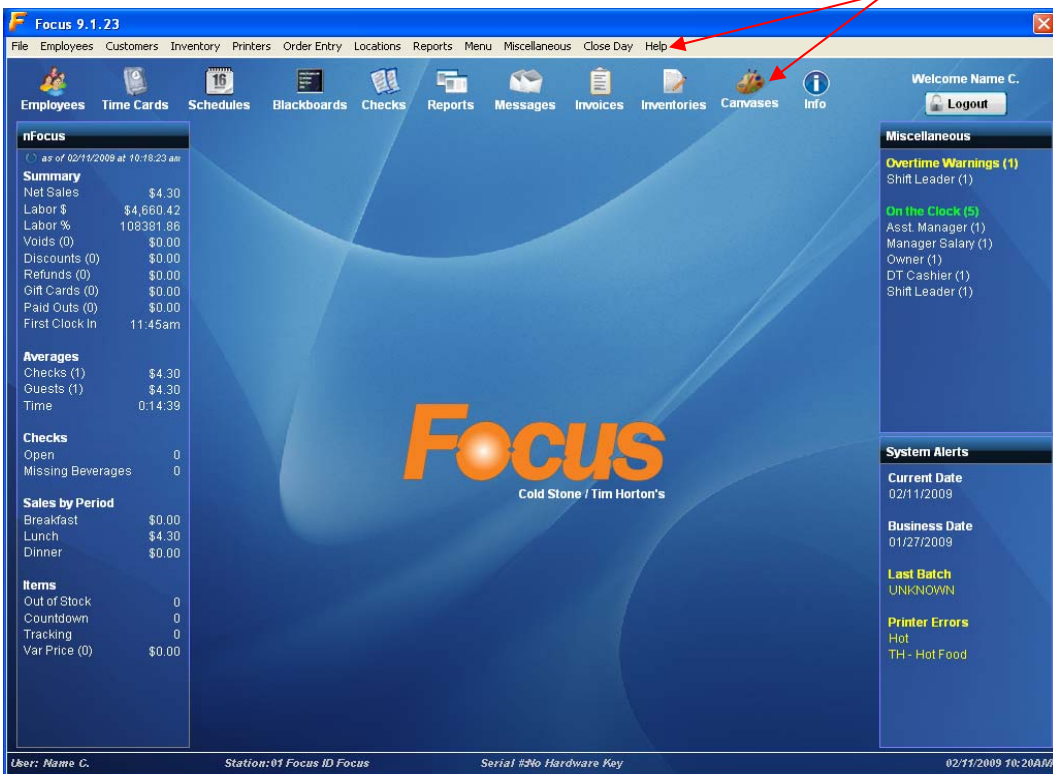 Focus 9.1.23
File Employees Customers Inventory Printers Order Entry Locations Reports Menu Miscellaneous Close Day Help
Employees Time Cards Schedules Blackboards Checks Reports Messages Invoices Inventories Canvases Info
16
Welcome Name C.
Logout
nFocus
as of 02/11/2009 at 10:18:23 am
Summary
Net Sales $4.30
Labor $ $4,660.42
Labor % 108381.86
Voids (0) $0.00
Discounts (0) $0.00
Refunds (0) $0.00
Gift Cards (0) $0.00
Paid Outs (0) $0.00
First Clock In 11:45am
Averages
Checks (1) $4.30
Guests (1) $4.30
Time 0:14:39
Checks
Open 0
Missing Beverages 0
Sales by Period
Breakfast $0.00
Lunch $4.30
Dinner $0.00
Items
Out of Stock 0
Countdown 0
Tracking 0
Var Price (0) $0.00
Focus
Cold Stone / Tim Horton's
Miscellaneous
Overtime Warnings (1)
Shift Leader (1)
On the Clock (5)
Asst. Manager (1)
Manager Salary (1)
Owner (1)
DT Cashier (1)
Shift Leader (1)
System Alerts
Current Date
02/11/2009
Business Date
01/27/2009
Last Batch
UNKNOWN
Printer Errors
Hot
TH - Hot Food
User: Name C. Station:01 Focus ID Focus Serial #:No Hardware Key 02/11/2009 10:20AM